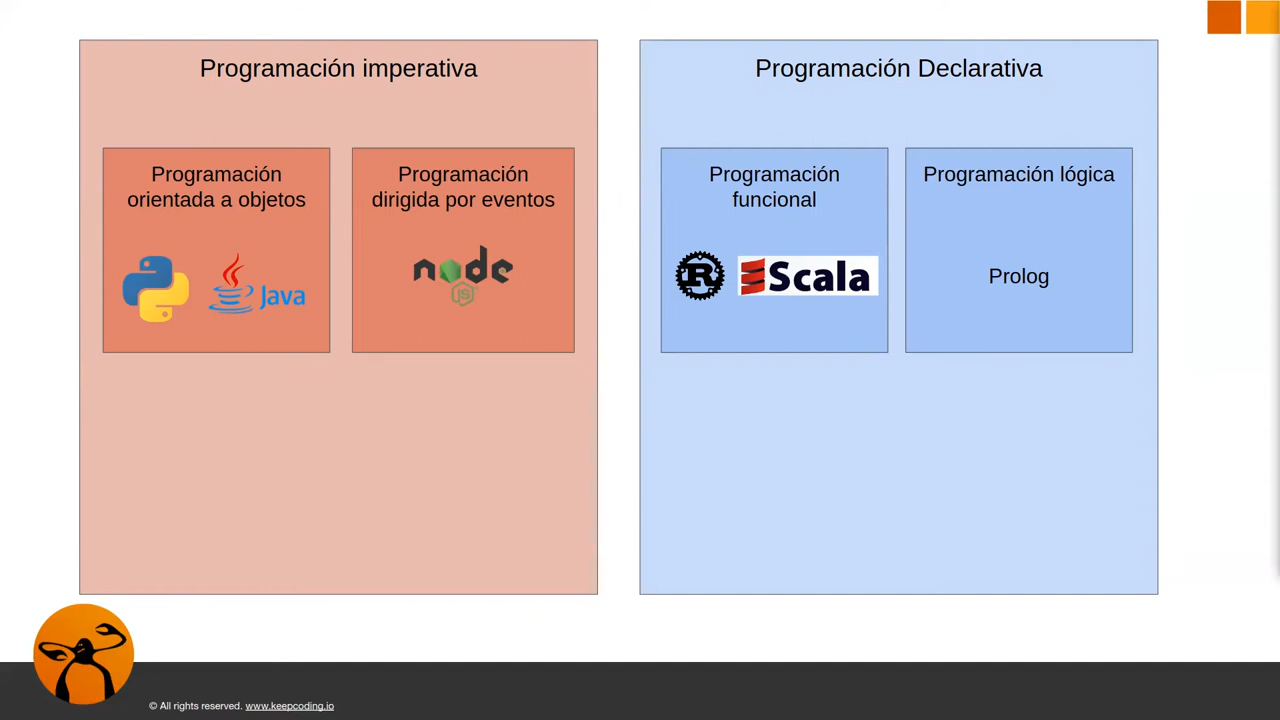 Programación imperativa
Programación
orientada a objetos
Java
Programación
dirigida por eventos
node
JS
Programación Declarativa
Programación
funcional
R
Scala
Programación lógica
Prolog
© All rights reserved. www.keepcoding.io